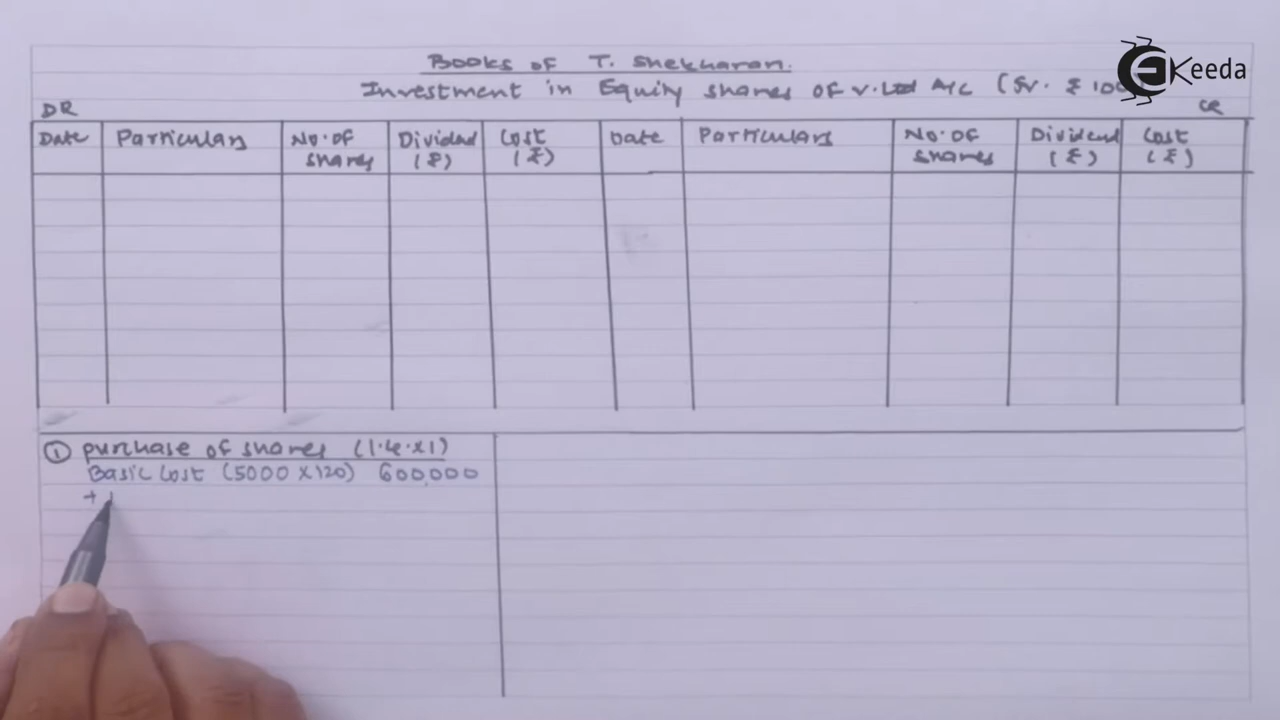 Books of T. Shekharan.
Investment in Equity shares of V. Ltd A/C (Fv. ₹ 100
Keeda
DR
CR
Date Particulars No. of shares Dividend (₹) Cost (₹) Date Particulars No. of shares Dividend (₹) Cost (₹)
① purchase of shares (1.4.X1)
Basic Cost (5000 X 120) 600,000
+